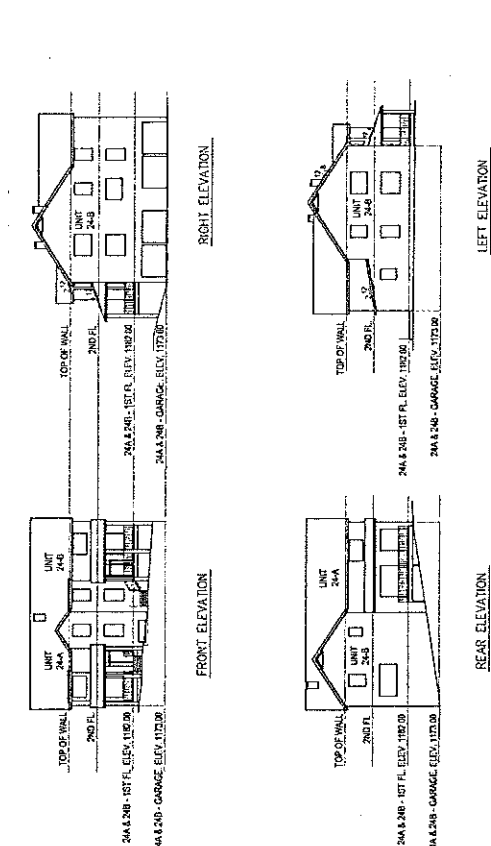 TOP OF WALL
2ND FL.
24A & 24B - 1ST FL. ELEV. 1182.00
24A & 24B - GARAGE. ELEV. 1173.00
UNIT
24-A
UNIT
24-B
FRONT ELEVATION
TOP OF WALL
2ND FL.
24A & 24B - 1ST FL. ELEV. 1182.00
24A & 24B - GARAGE. ELEV. 1173.00
UNIT
24-B
12
RIGHT ELEVATION
TOP OF WALL
2ND FL.
24A & 24B - 1ST FL. ELEV. 1182.00
24A & 24B - GARAGE. ELEV. 1173.00
UNIT
24-B
UNIT
24-A
REAR ELEVATION
TOP OF WALL
2ND FL.
24A & 24B - 1ST FL. ELEV. 1182.00
24A & 24B - GARAGE. ELEV. 1173.00
UNIT
24-B
12
12
LEFT ELEVATION